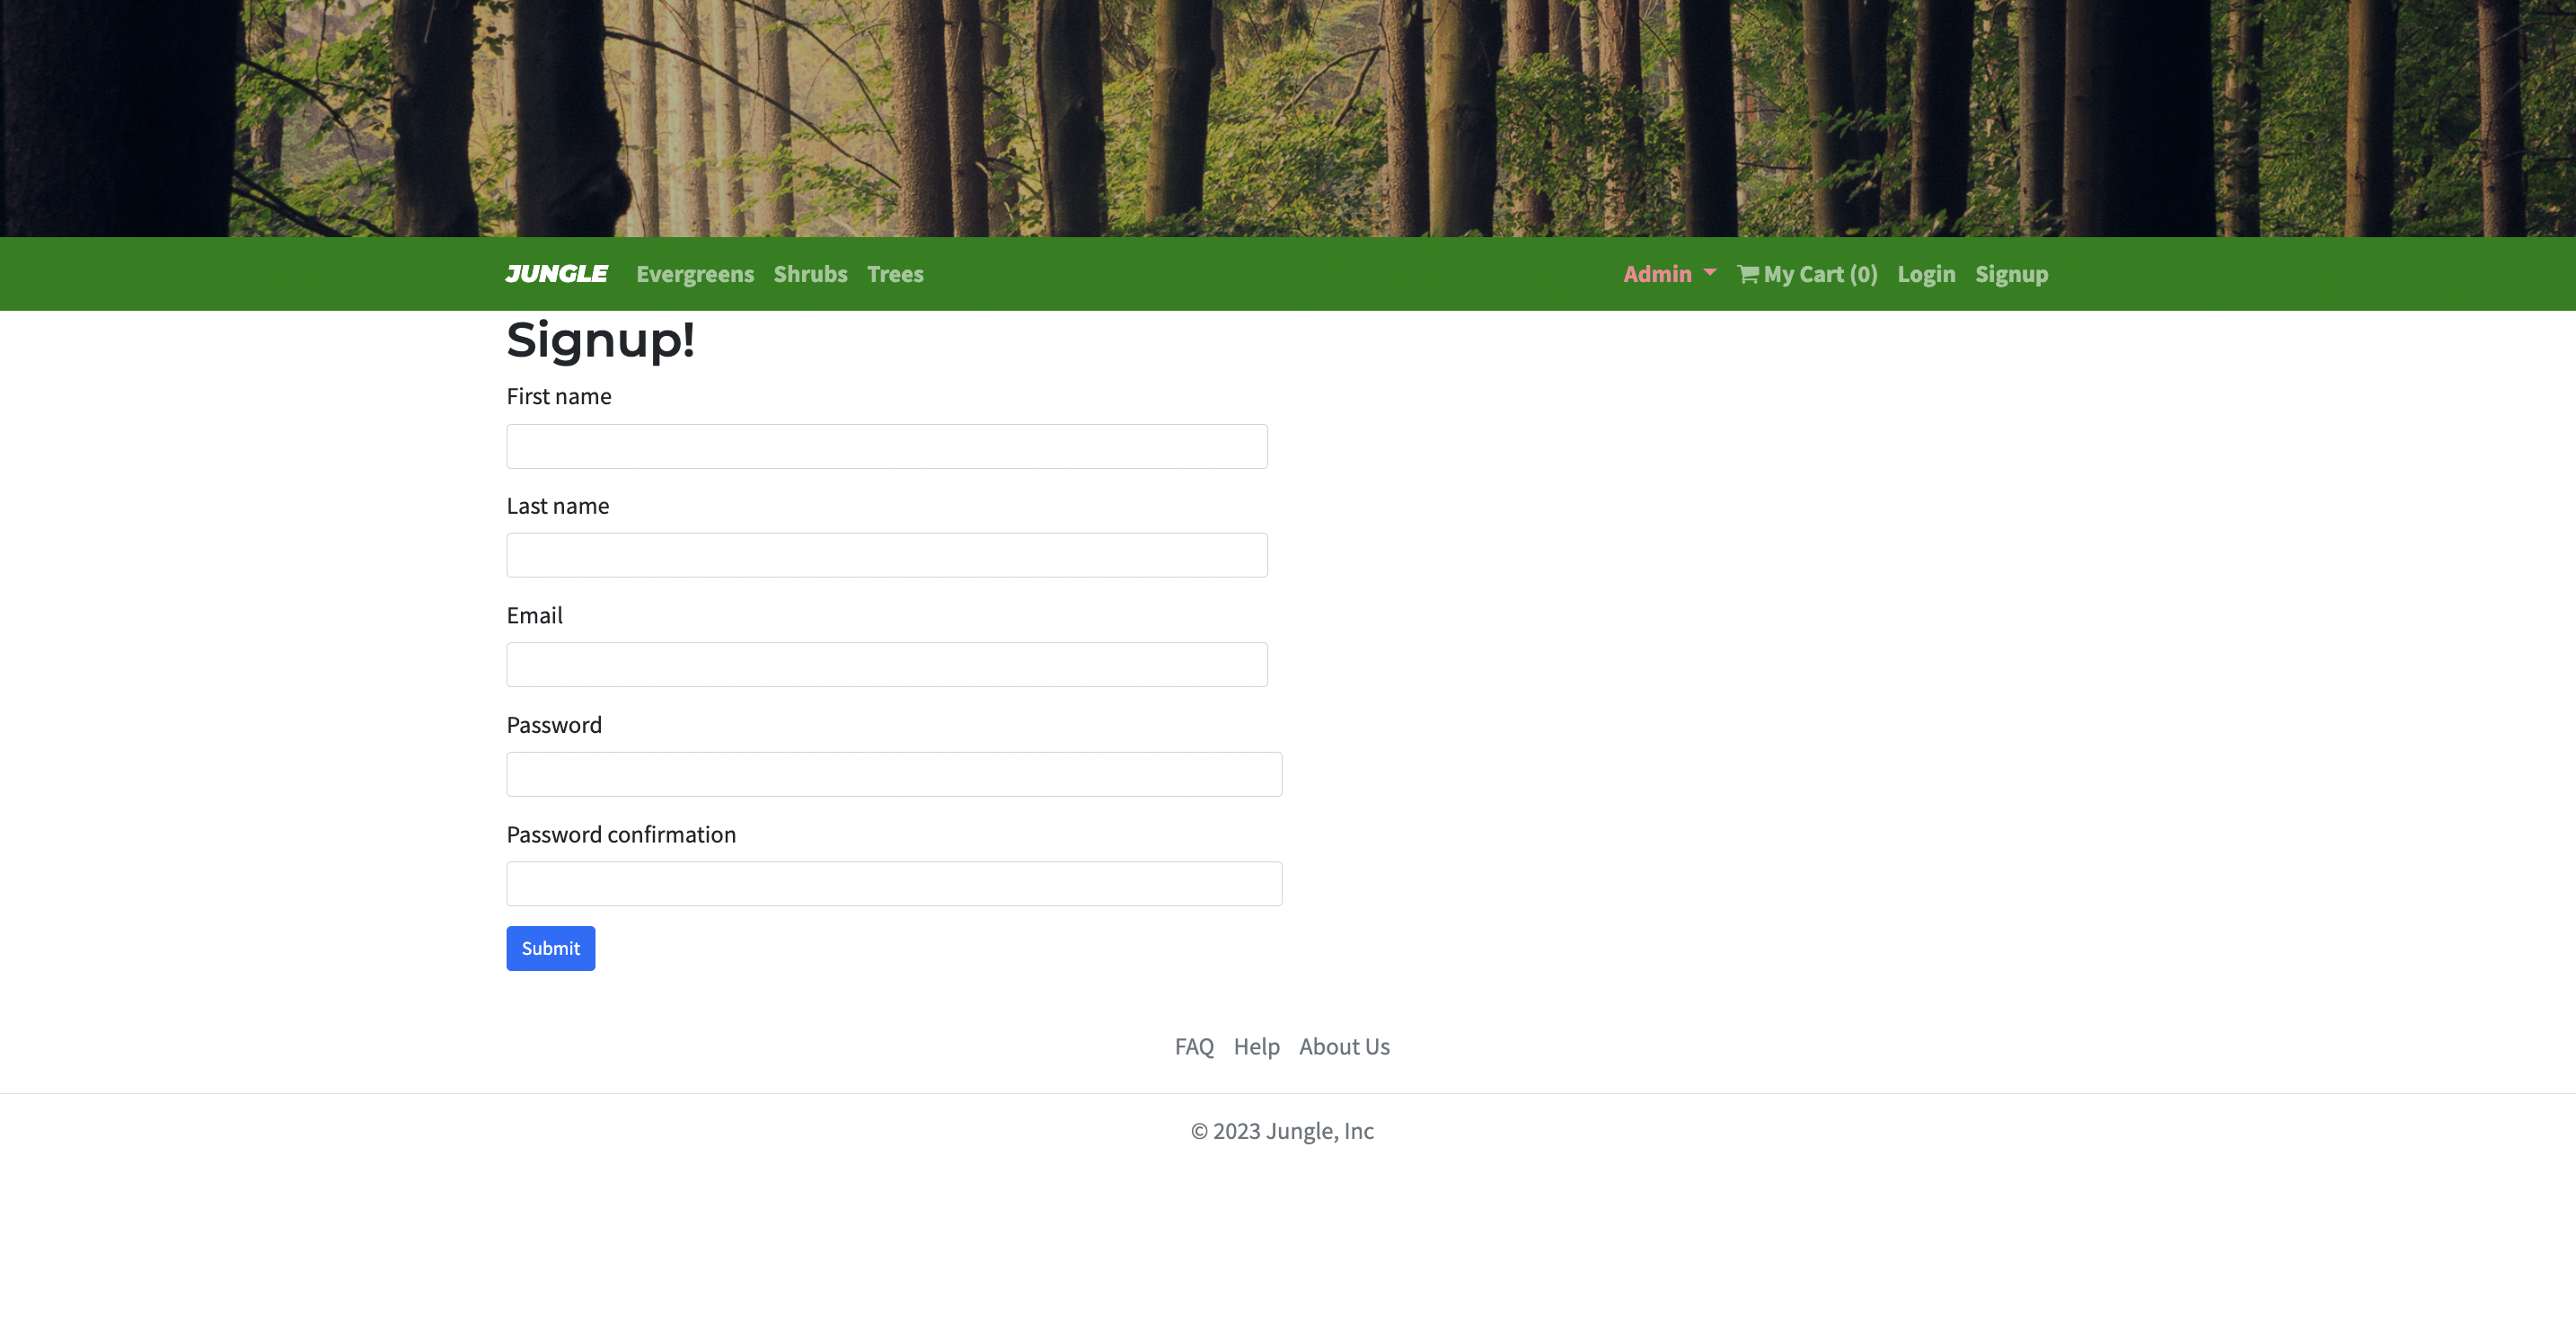 JUNGLE Evergreens Shrubs Trees Admin My Cart (0) Login Signup
Signup!
First name
Last name
Email
Password
Password confirmation
Submit
FAQ Help About Us
© 2023 Jungle, Inc